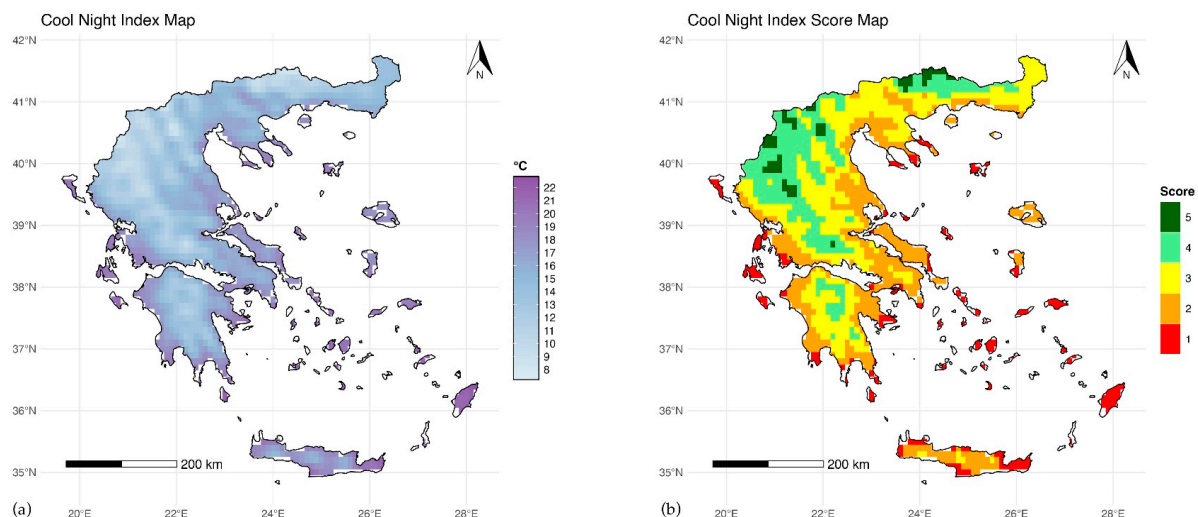 Cool Night Index Map
42°N
41°N
40°N
39°N
38°N
37°N
36°N
35°N
N
°C
22
21
20
19
18
17
16
15
14
13
12
11
10
9
8
200 km
20°E
22°E
24°E
26°E
28°E
(a)
Cool Night Index Score Map
42°N
41°N
40°N
39°N
38°N
37°N
36°N
35°N
N
Score
5
4
3
2
1
200 km
20°E
22°E
24°E
26°E
28°E
(b)